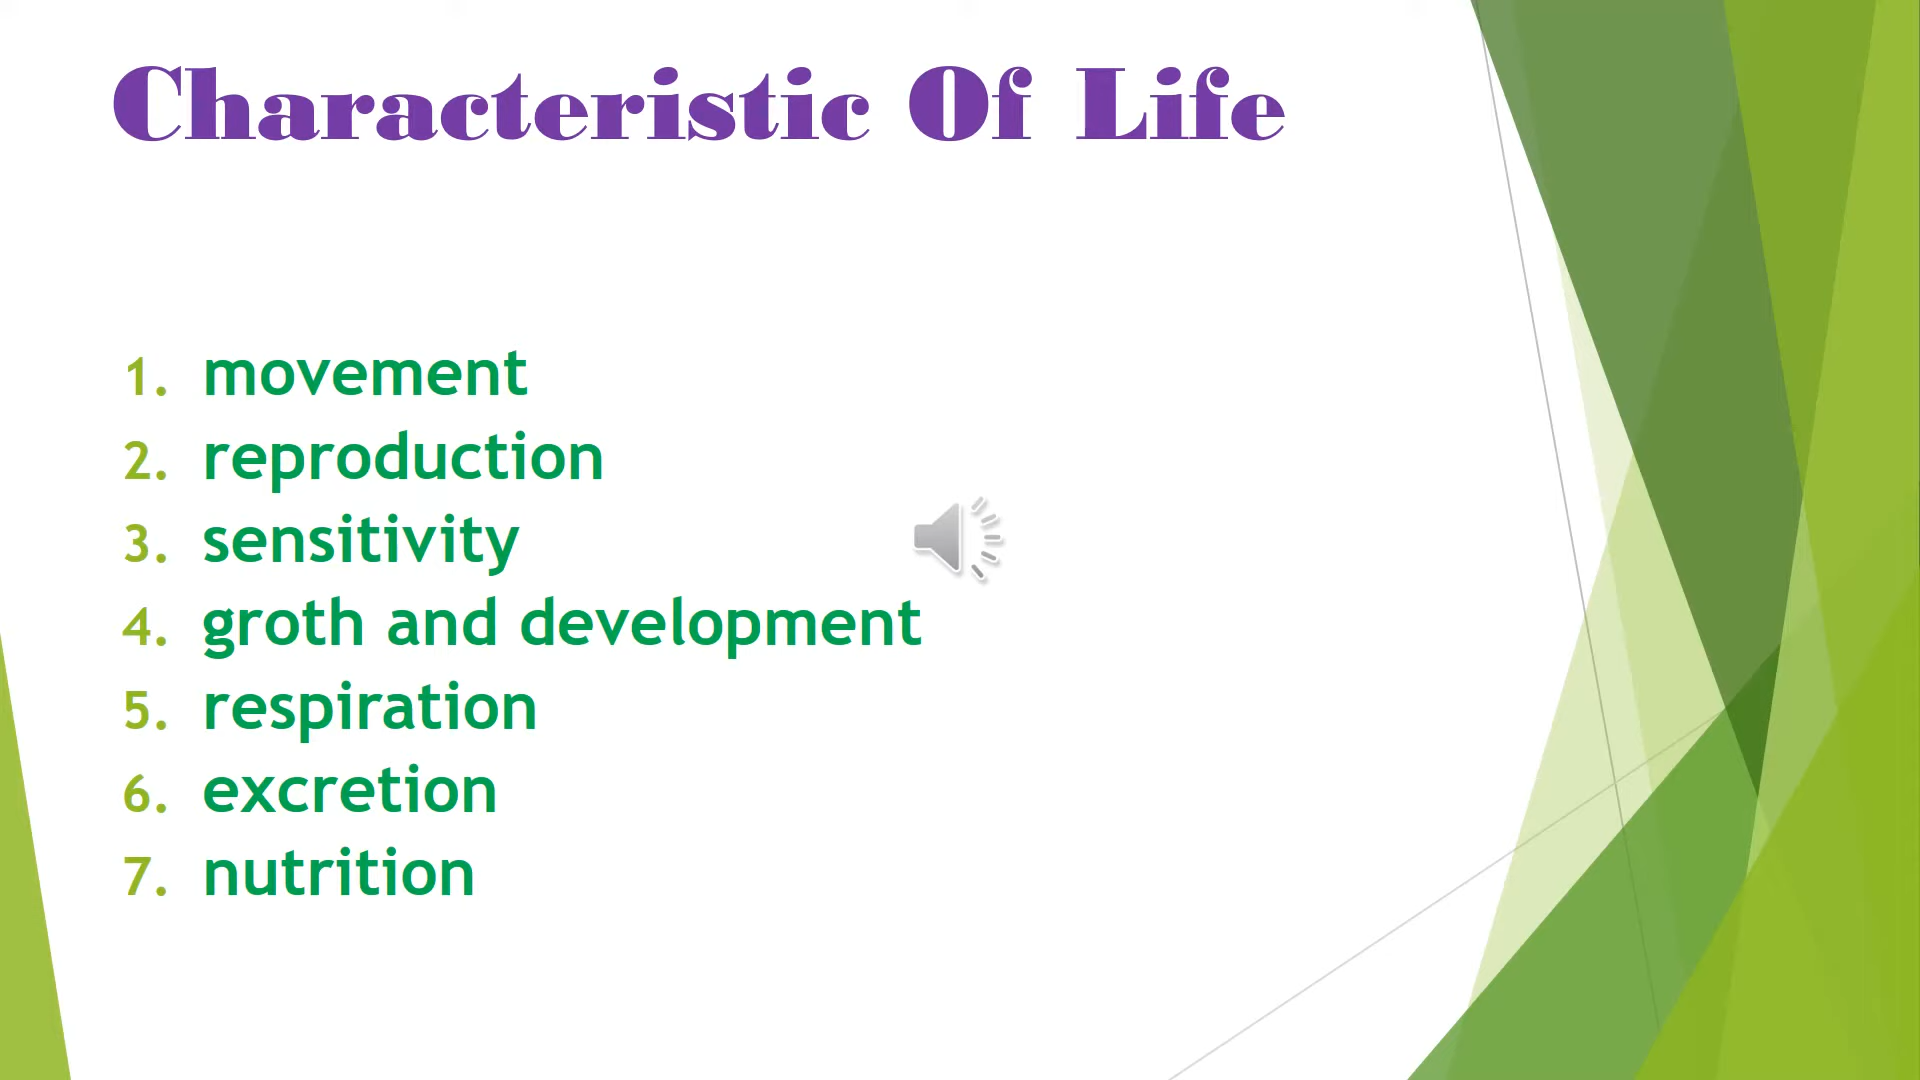 Characteristic Of Life
1. movement
2. reproduction
3. sensitivity
4. groth and development
5. respiration
6. excretion
7. nutrition